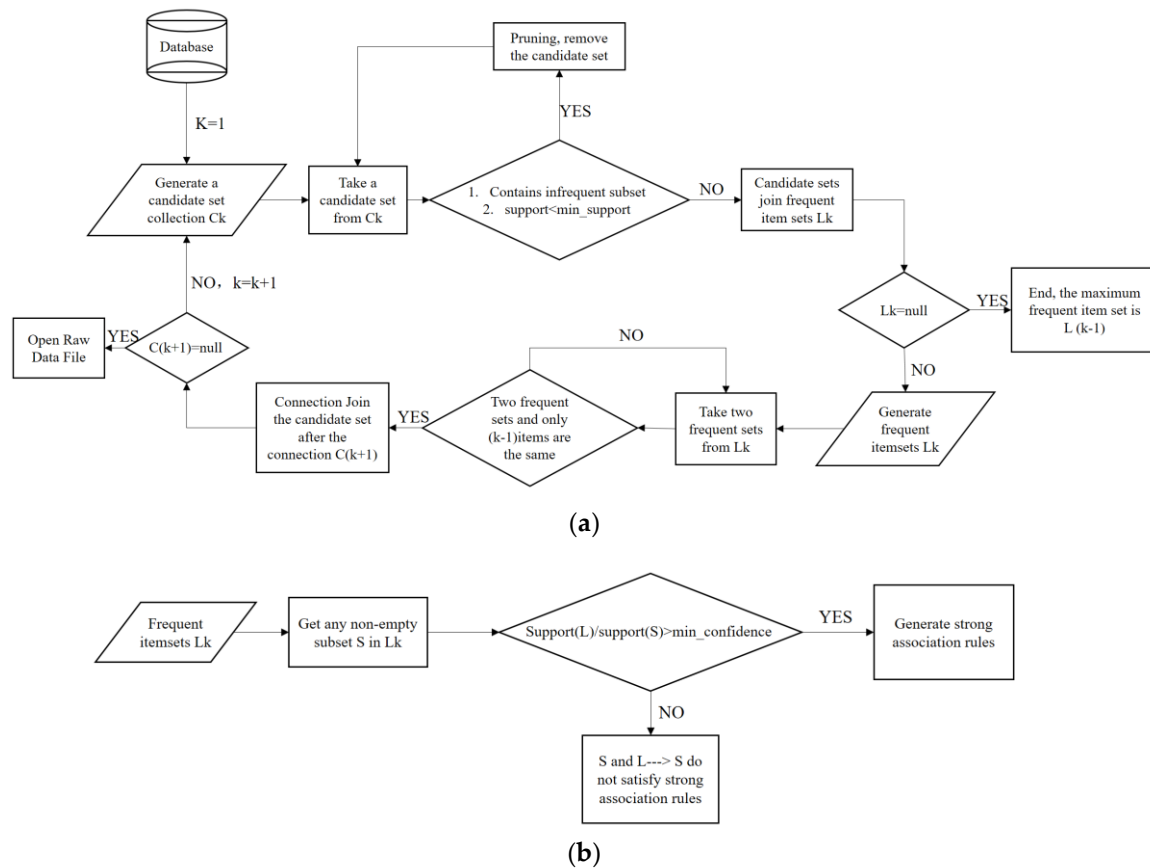 Database
K=1
Generate a
candidate set
collection Ck
Take a
candidate set
from Ck
Pruning, remove
the candidate set
YES
1. Contains infrequent subset
2. support<min_support
NO
Candidate sets
join frequent
item sets Lk
Lk=null
YES
End, the maximum
frequent item set is
L (k-1)
NO
Generate
frequent
itemsets Lk
Take two
frequent sets
from Lk
NO
Two frequent
sets and only
(k-1)items are
the same
YES
Connection Join
the candidate set
after the
connection C(k+1)
C(k+1)=null
NO，k=k+1
YES
Open Raw
Data File
(a)
Frequent
itemsets Lk
Get any non-empty
subset S in Lk
Support(L)/support(S)>min_confidence
YES
Generate strong
association rules
NO
S and L---> S do
not satisfy strong
association rules
(b)